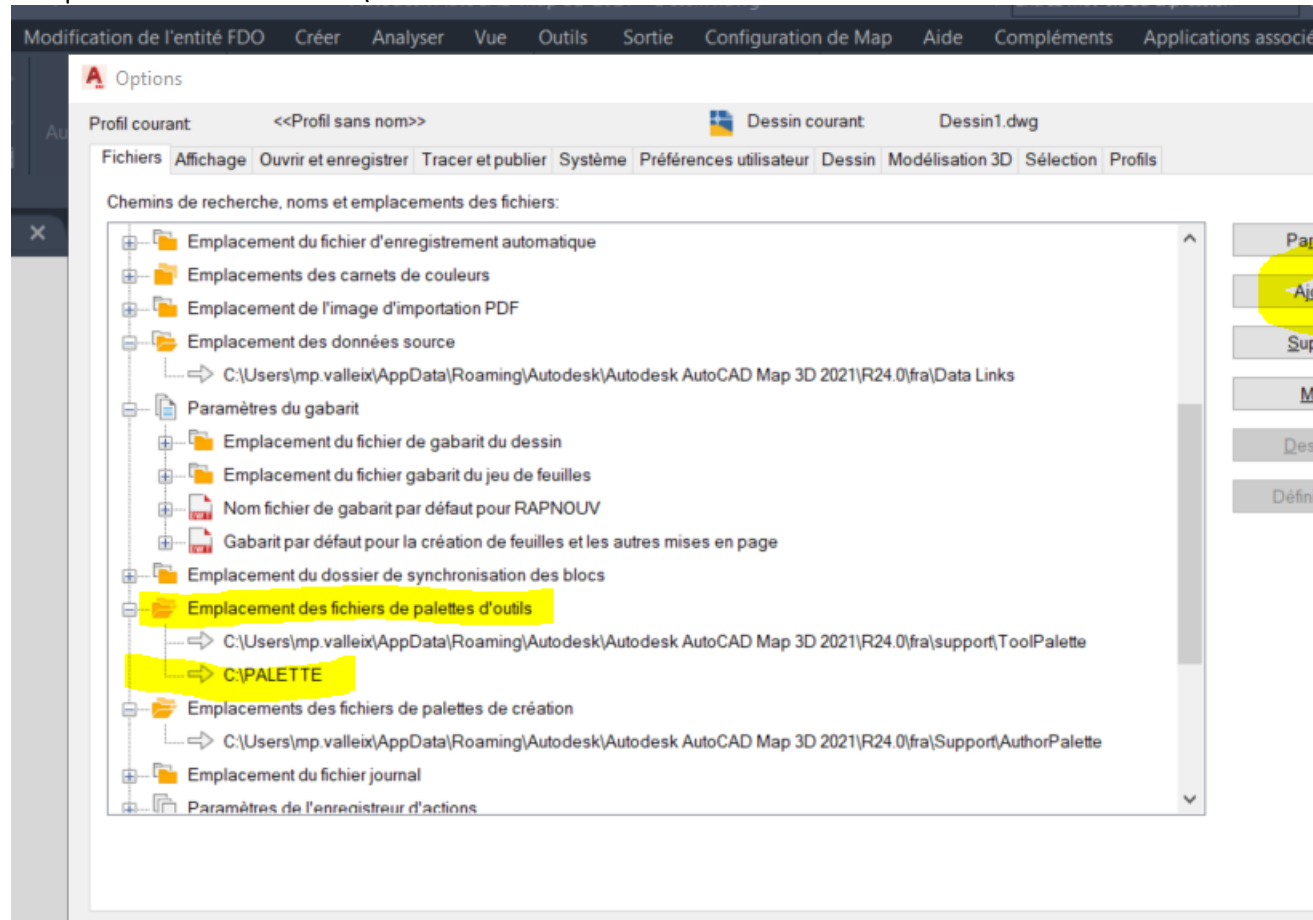 Modification de l'entité FDO Créer Analyser Vue Outils Sortie Configuration de Map Aide Compléments Applications associé
Options
Profil courant: <<Profil sans nom>> Dessin courant: Dessin1.dwg
Fichiers Affichage Ouvrir et enregistrer Tracer et publier Système Préférences utilisateur Dessin Modélisation 3D Sélection Profils
Chemins de recherche, noms et emplacements des fichiers:
Emplacement du fichier d'enregistrement automatique
Emplacements des carnets de couleurs
Emplacement de l'image d'importation PDF
Emplacement des données source
C:\Users\mp.valleix\AppData\Roaming\Autodesk\Autodesk AutoCAD Map 3D 2021\R24.0\fra\Data Links
Paramètres du gabarit
Emplacement du fichier de gabarit du dessin
Emplacement du fichier gabarit du jeu de feuilles
Nom fichier de gabarit par défaut pour RAPNOUV
Gabarit par défaut pour la création de feuilles et les autres mises en page
Emplacement du dossier de synchronisation des blocs
Emplacement des fichiers de palettes d'outils
C:\Users\mp.valleix\AppData\Roaming\Autodesk\Autodesk AutoCAD Map 3D 2021\R24.0\fra\support\ToolPalette
C:\PALETTE
Emplacements des fichiers de palettes de création
C:\Users\mp.valleix\AppData\Roaming\Autodesk\Autodesk AutoCAD Map 3D 2021\R24.0\fra\Support\AuthorPalette
Emplacement du fichier journal
Paramètres de l'enregistreur d'actions
Par
Ajo
Sup
M
Des
Défin
Au